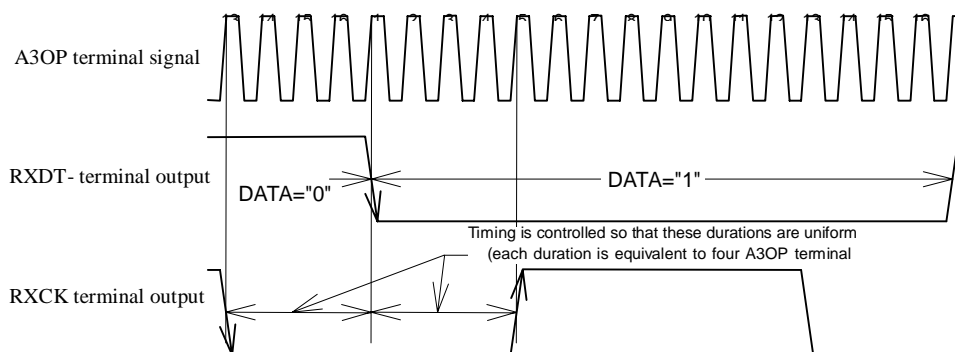 A3OP terminal signal
RXDT- terminal output
DATA="0"
DATA="1"
Timing is controlled so that these durations are uniform
(each duration is equivalent to four A3OP terminal
RXCK terminal output